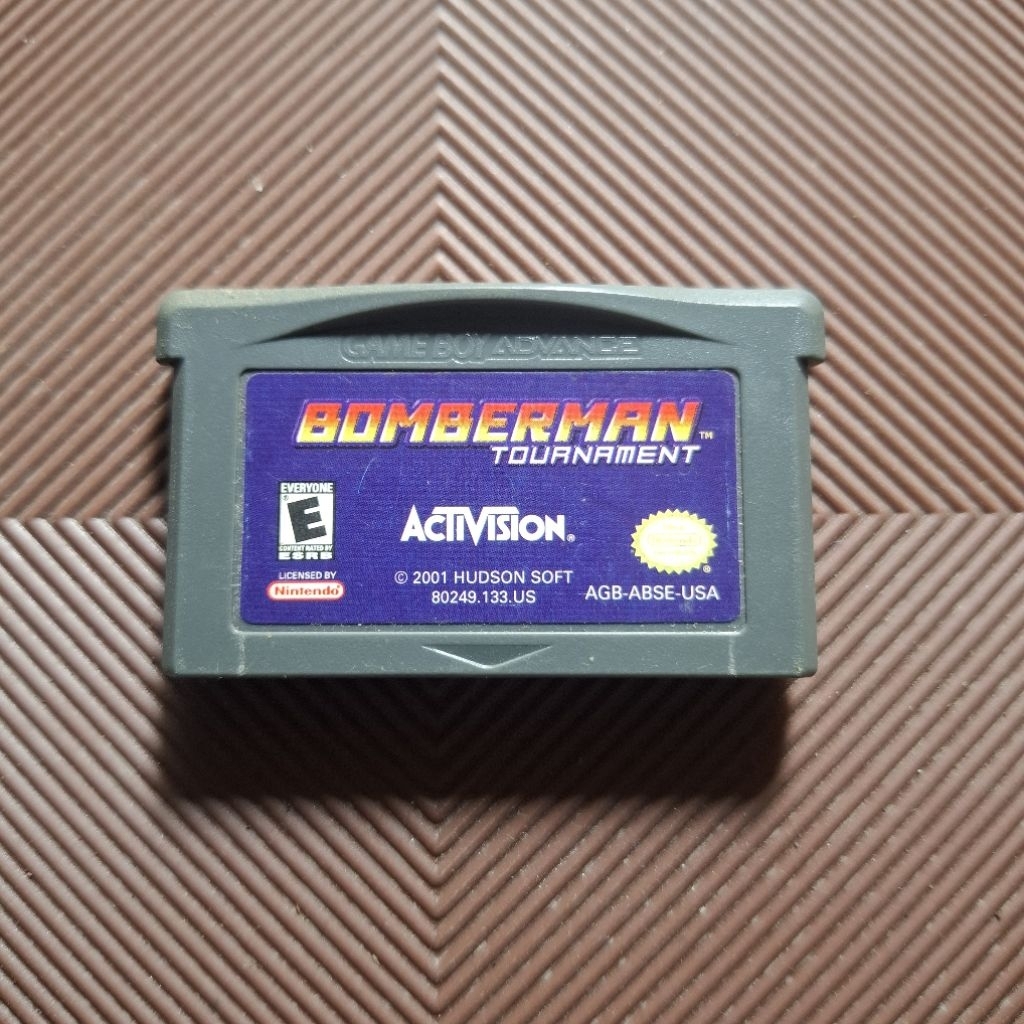 GAME BOY ADVANCE
BOMBERMAN™
TOURNAMENT
EVERYONE
E
CONTENT RATED BY
ESRB
ACTIVISION®
LICENSED BY
Nintendo®
© 2001 HUDSON SOFT
80249.133.US
AGB-ABSE-USA